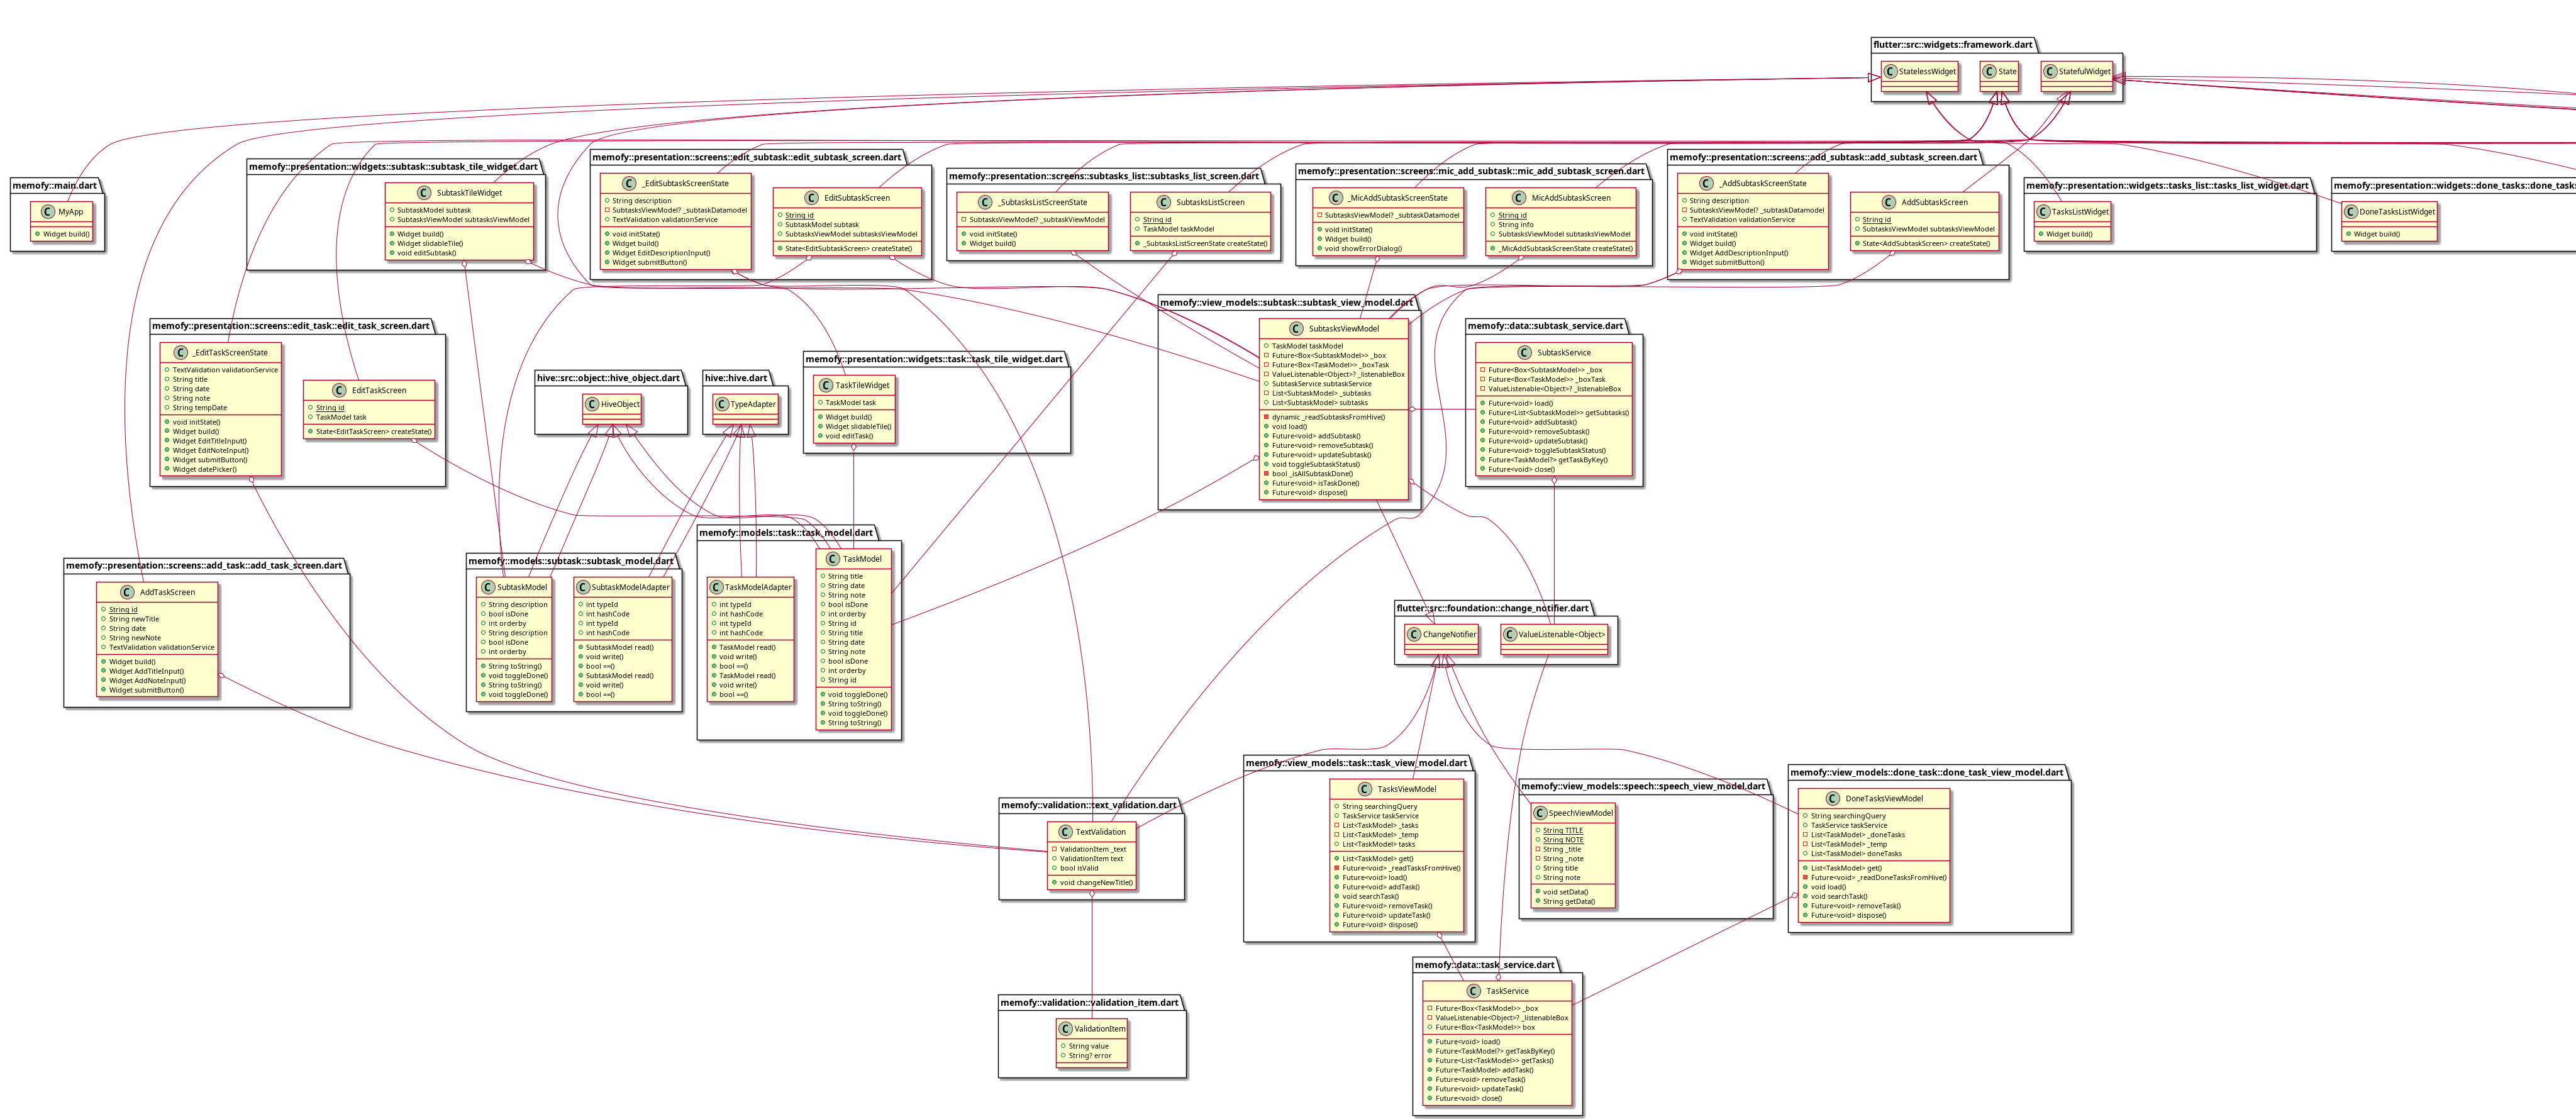 flutter::src::widgets::framework.dart
StatelessWidget
State
StatefulWidget
memofy::main.dart
MyApp
Widget build()
memofy::presentation::widgets::subtask::subtask_tile_widget.dart
SubtaskTileWidget
SubtaskModel subtask
SubtasksViewModel subtasksViewModel
Widget build()
Widget slidableTile()
void editSubtask()
memofy::presentation::screens::edit_subtask::edit_subtask_screen.dart
_EditSubtaskScreenState
String description
SubtasksViewModel? _subtaskDatamodel
TextValidation validationService
void initState()
Widget build()
Widget EditDescriptionInput()
Widget submitButton()
EditSubtaskScreen
String id
SubtaskModel subtask
SubtasksViewModel subtasksViewModel
State<EditSubtaskScreen> createState()
memofy::presentation::screens::subtasks_list::subtasks_list_screen.dart
_SubtasksListScreenState
SubtasksViewModel? _subtaskViewModel
void initState()
Widget build()
SubtasksListScreen
String id
TaskModel taskModel
_SubtasksListScreenState createState()
memofy::presentation::screens::mic_add_subtask::mic_add_subtask_screen.dart
_MicAddSubtaskScreenState
SubtasksViewModel? _subtaskDatamodel
void initState()
Widget build()
void showErrorDialog()
MicAddSubtaskScreen
String id
String info
SubtasksViewModel subtasksViewModel
_MicAddSubtaskScreenState createState()
memofy::presentation::screens::add_subtask::add_subtask_screen.dart
_AddSubtaskScreenState
String description
SubtasksViewModel? _subtaskDatamodel
TextValidation validationService
void initState()
Widget build()
Widget AddDescriptionInput()
Widget submitButton()
AddSubtaskScreen
String id
SubtasksViewModel subtasksViewModel
State<AddSubtaskScreen> createState()
memofy::presentation::widgets::tasks_list::tasks_list_widget.dart
TasksListWidget
Widget build()
memofy::presentation::widgets::done_tasks::done_tasks
DoneTasksListWidget
Widget build()
memofy::presentation::screens::edit_task::edit_task_screen.dart
_EditTaskScreenState
TextValidation validationService
String title
String date
String note
String tempDate
void initState()
Widget build()
Widget EditTitleInput()
Widget EditNoteInput()
Widget submitButton()
Widget datePicker()
EditTaskScreen
String id
TaskModel task
State<EditTaskScreen> createState()
hive::src::object::hive_object.dart
HiveObject
hive::hive.dart
TypeAdapter
memofy::presentation::widgets::task::task_tile_widget.dart
TaskTileWidget
TaskModel task
Widget build()
Widget slidableTile()
void editTask()
memofy::view_models::subtask::subtask_view_model.dart
SubtasksViewModel
TaskModel taskModel
Future<Box<SubtaskModel>> _box
Future<Box<TaskModel>> _boxTask
ValueListenable<Object>? _listenableBox
SubtaskService subtaskService
List<SubtaskModel> _subtasks
List<SubtaskModel> subtasks
dynamic _readSubtasksFromHive()
void load()
Future<void> addSubtask()
Future<void> removeSubtask()
Future<void> updateSubtask()
void toggleSubtaskStatus()
bool _isAllSubtaskDone()
Future<void> isTaskDone()
Future<void> dispose()
memofy::data::subtask_service.dart
SubtaskService
Future<Box<SubtaskModel>> _box
Future<Box<TaskModel>> _boxTask
ValueListenable<Object>? _listenableBox
Future<void> load()
Future<List<SubtaskModel>> getSubtasks()
Future<void> addSubtask()
Future<void> removeSubtask()
Future<void> updateSubtask()
Future<void> toggleSubtaskStatus()
Future<TaskModel?> getTaskByKey()
Future<void> close()
memofy::presentation::screens::add_task::add_task_screen.dart
AddTaskScreen
String id
String newTitle
String date
String newNote
TextValidation validationService
Widget build()
Widget AddTitleInput()
Widget AddNoteInput()
Widget submitButton()
memofy::models::subtask::subtask_model.dart
SubtaskModel
String description
bool isDone
int orderby
String description
bool isDone
int orderby
String toString()
void toggleDone()
String toString()
void toggleDone()
SubtaskModelAdapter
int typeId
int hashCode
int typeId
int hashCode
SubtaskModel read()
void write()
bool ==()
SubtaskModel read()
void write()
bool ==()
memofy::models::task::task_model.dart
TaskModelAdapter
int typeId
int hashCode
int typeId
int hashCode
TaskModel read()
void write()
bool ==()
TaskModel read()
void write()
bool ==()
TaskModel
String title
String date
String note
bool isDone
int orderby
String id
String title
String date
String note
bool isDone
int orderby
String id
void toggleDone()
String toString()
void toggleDone()
String toString()
flutter::src::foundation::change_notifier.dart
ChangeNotifier
ValueListenable<Object>
memofy::validation::text_validation.dart
TextValidation
ValidationItem _text
ValidationItem text
bool isValid
void changeNewTitle()
memofy::view_models::task::task_view_model.dart
TasksViewModel
String searchingQuery
TaskService taskService
List<TaskModel> _tasks
List<TaskModel> _temp
List<TaskModel> tasks
List<TaskModel> get()
Future<void> _readTasksFromHive()
Future<void> load()
Future<void> addTask()
void searchTask()
Future<void> removeTask()
Future<void> updateTask()
Future<void> dispose()
memofy::view_models::speech::speech_view_model.dart
SpeechViewModel
String TITLE
String NOTE
String _title
String _note
String title
String note
void setData()
String getData()
memofy::view_models::done_task::done_task_view_model.dart
DoneTasksViewModel
String searchingQuery
TaskService taskService
List<TaskModel> _doneTasks
List<TaskModel> _temp
List<TaskModel> doneTasks
List<TaskModel> get()
Future<void> _readDoneTasksFromHive()
void load()
void searchTask()
Future<void> removeTask()
Future<void> dispose()
memofy::validation::validation_item.dart
ValidationItem
String value
String? error
memofy::data::task_service.dart
TaskService
Future<Box<TaskModel>> _box
ValueListenable<Object>? _listenableBox
Future<Box<TaskModel>> box
Future<void> load()
Future<TaskModel?> getTaskByKey()
Future<List<TaskModel>> getTasks()
Future<TaskModel> addTask()
Future<void> removeTask()
Future<void> updateTask()
Future<void> close()